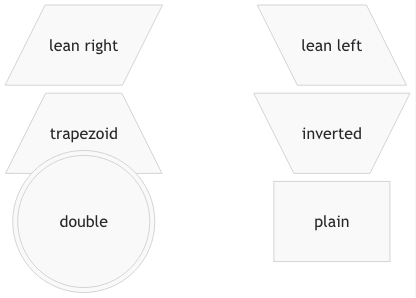 lean right
lean left
trapezoid
inverted
double
plain